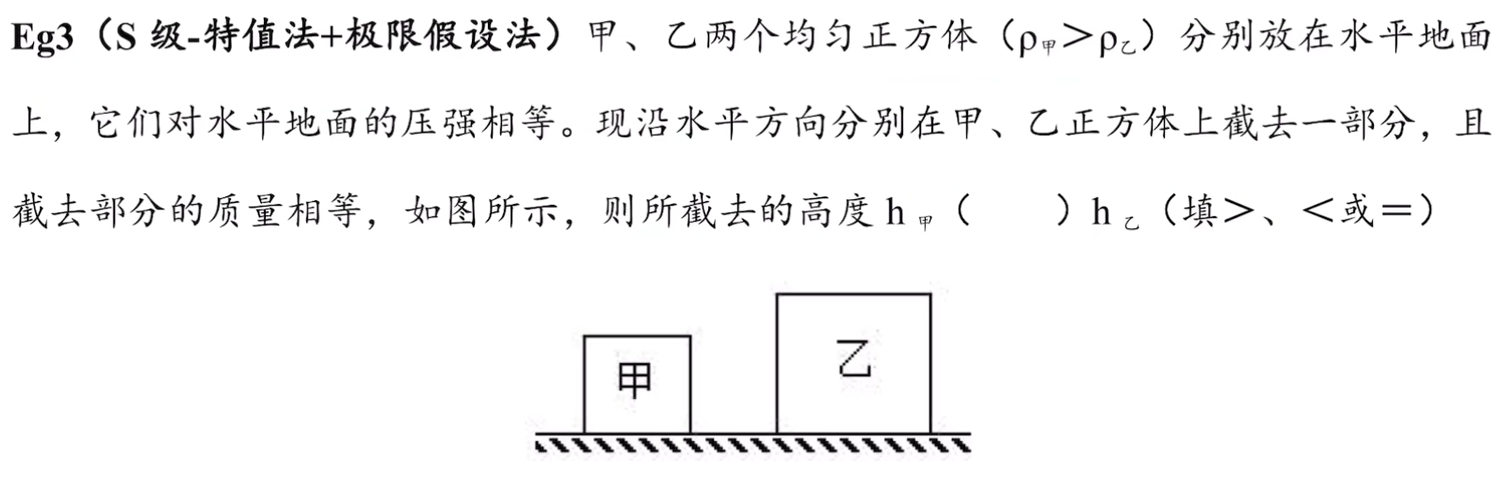 Eg3（S 级-特值法+极限假设法）甲、乙两个均匀正方体（ρ甲＞ρ乙）分别放在水平地面
上，它们对水平地面的压强相等。现沿水平方向分别在甲、乙正方体上截去一部分，且
截去部分的质量相等，如图所示，则所截去的高度 h 甲（　　）h 乙（填＞、＜或＝）
甲
乙